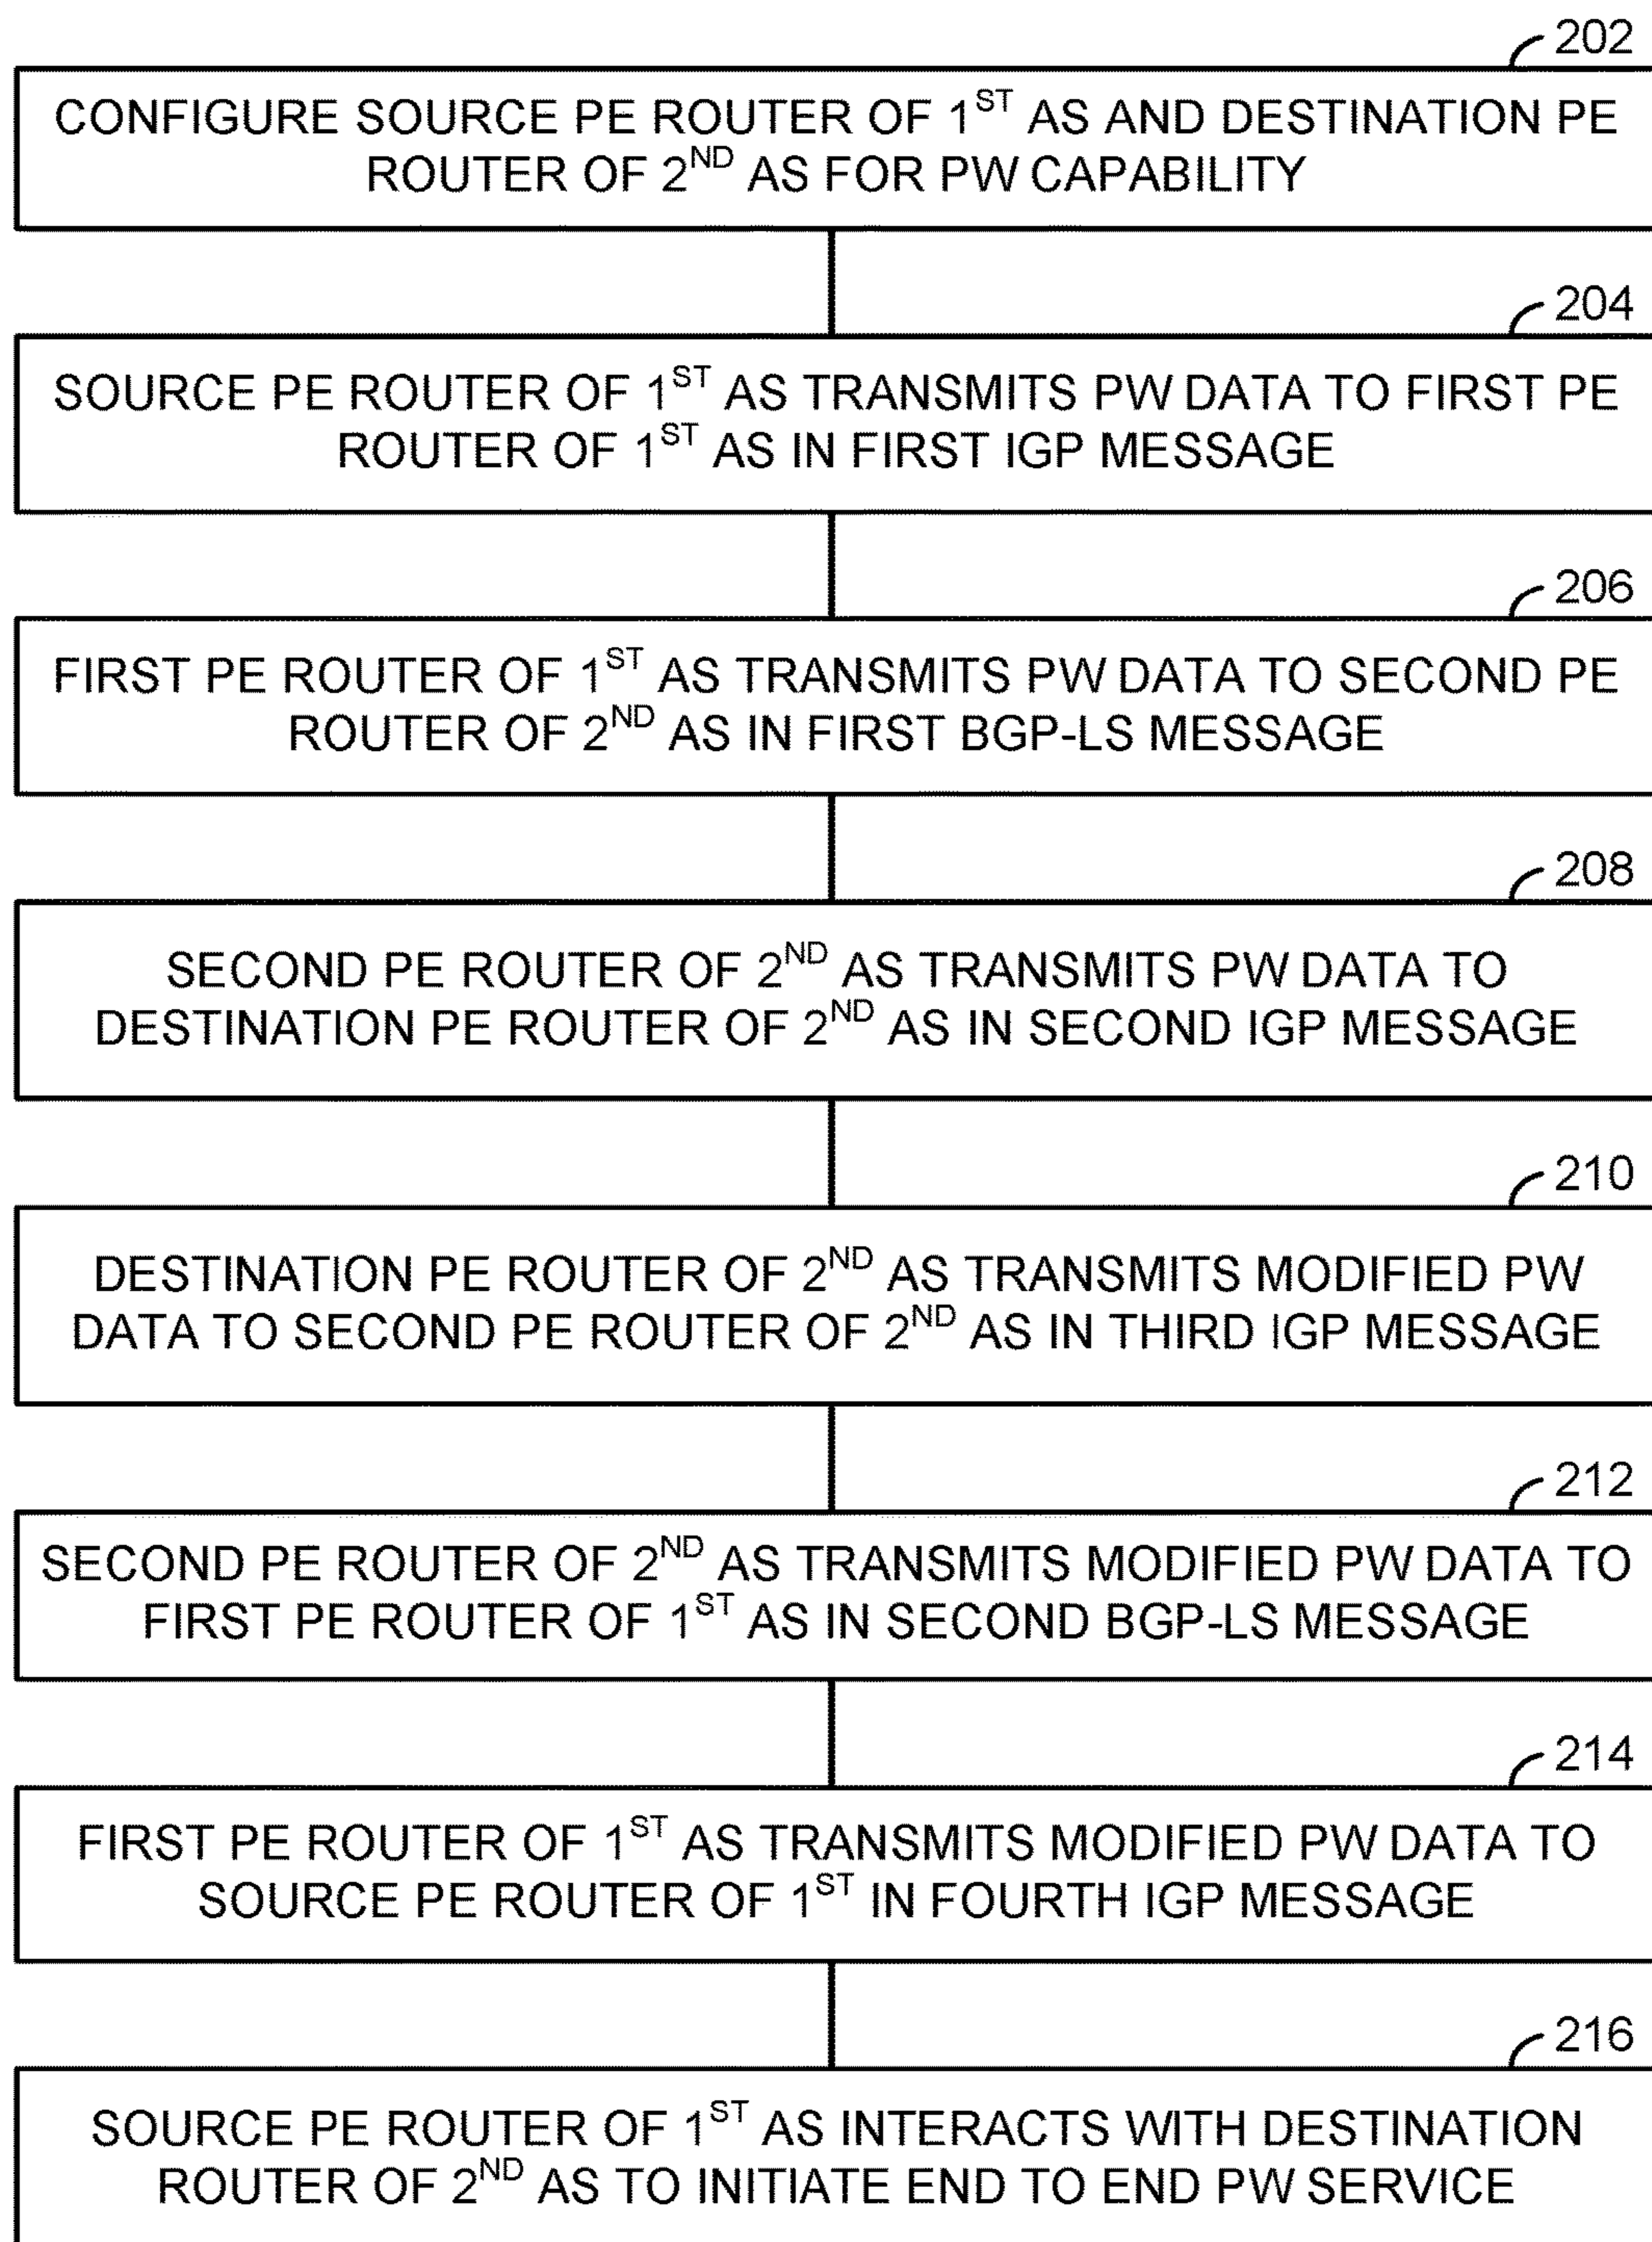 202
CONFIGURE SOURCE PE ROUTER OF 1ST AS AND DESTINATION PE
ROUTER OF 2ND AS FOR PW CAPABILITY
204
SOURCE PE ROUTER OF 1ST AS TRANSMITS PW DATA TO FIRST PE
ROUTER OF 1ST AS IN FIRST IGP MESSAGE
206
FIRST PE ROUTER OF 1ST AS TRANSMITS PW DATA TO SECOND PE
ROUTER OF 2ND AS IN FIRST BGP-LS MESSAGE
208
SECOND PE ROUTER OF 2ND AS TRANSMITS PW DATA TO
DESTINATION PE ROUTER OF 2ND AS IN SECOND IGP MESSAGE
210
DESTINATION PE ROUTER OF 2ND AS TRANSMITS MODIFIED PW
DATA TO SECOND PE ROUTER OF 2ND AS IN THIRD IGP MESSAGE
212
SECOND PE ROUTER OF 2ND AS TRANSMITS MODIFIED PW DATA TO
FIRST PE ROUTER OF 1ST AS IN SECOND BGP-LS MESSAGE
214
FIRST PE ROUTER OF 1ST AS TRANSMITS MODIFIED PW DATA TO
SOURCE PE ROUTER OF 1ST IN FOURTH IGP MESSAGE
216
SOURCE PE ROUTER OF 1ST AS INTERACTS WITH DESTINATION
ROUTER OF 2ND AS TO INITIATE END TO END PW SERVICE